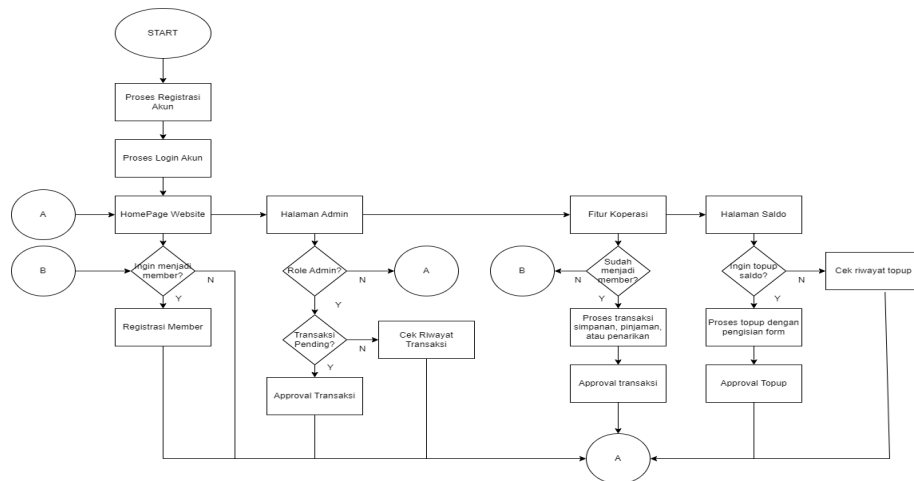 START
Proses Registrasi
Akun
Proses Login Akun
A
HomePage Website
Halaman Admin
Fitur Koperasi
Halaman Saldo
B
Ingin menjadi
member?
N
Role Admin?
N
A
B
N
Sudah
menjadi
member?
Ingin topup
saldo?
N
Cek riwayat topup
Y
Y
Y
Y
Registrasi Member
Transaksi
Pending?
N
Cek Riwayat
Transaksi
Proses transaksi
simpanan, pinjaman,
atau penarikan
Proses topup dengan
pengisian form
Y
Approval Transaksi
Approval transaksi
Approval Topup
A